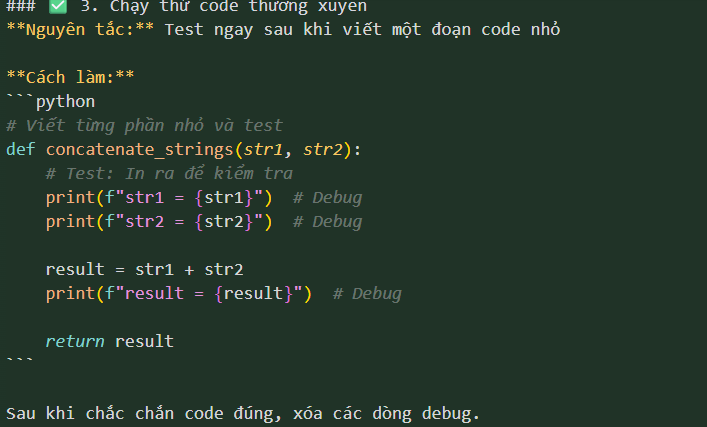 ### ✅ 3. Chạy thử code thường xuyên
**Nguyên tắc:** Test ngay sau khi viết một đoạn code nhỏ
**Cách làm:**
```python
# Viết từng phần nhỏ và test
def concatenate_strings(str1, str2):
    # Test: In ra để kiểm tra
    print(f"str1 = {str1}")  # Debug
    print(f"str2 = {str2}")  # Debug
    result = str1 + str2
    print(f"result = {result}")  # Debug
    return result
```
Sau khi chắc chắn code đúng, xóa các dòng debug.